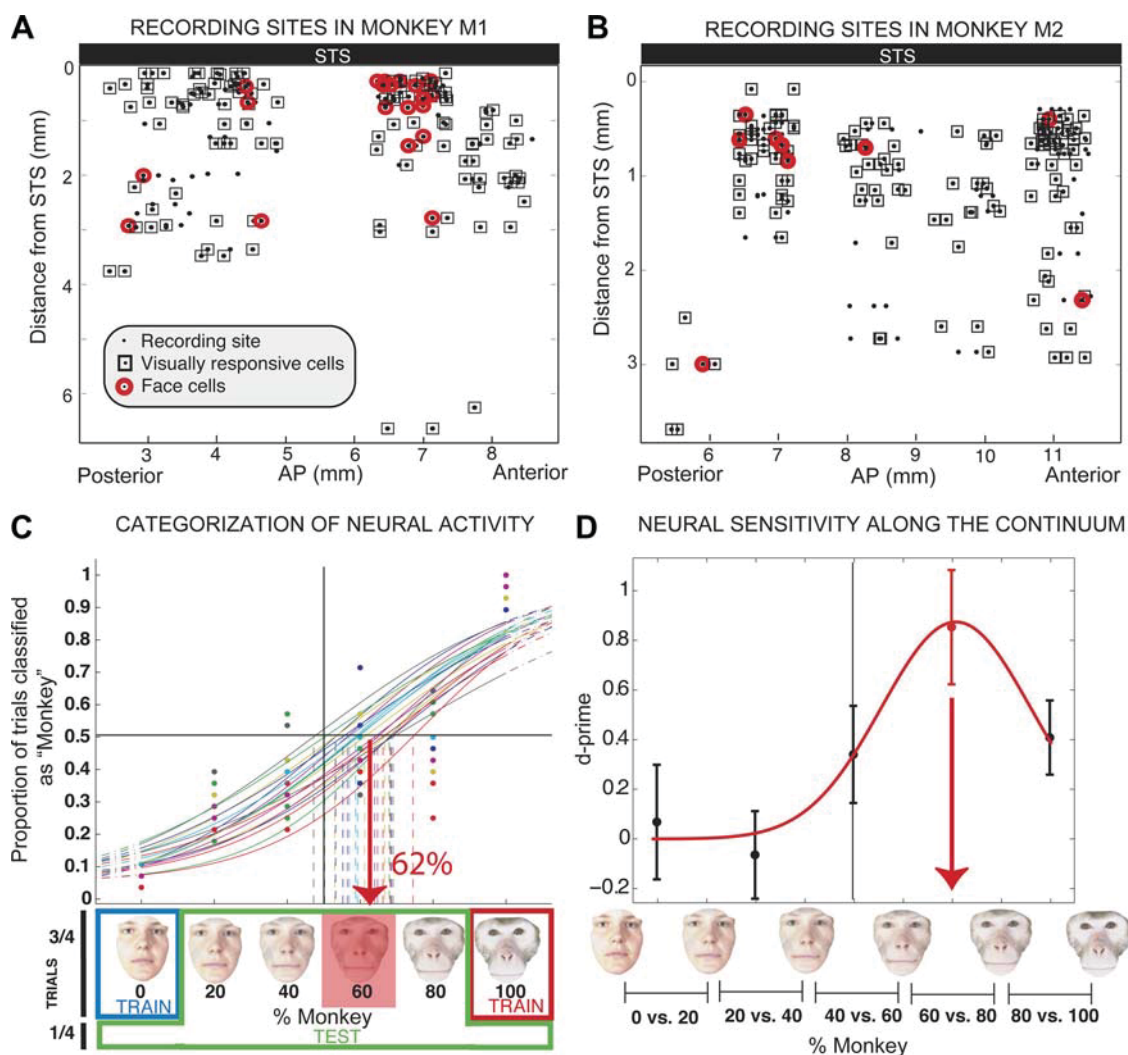 A
RECORDING SITES IN MONKEY M1
STS
0
2
4
6
Distance from STS (mm)
Recording site
Visually responsive cells
Face cells
3
4
5
6
7
8
Posterior
AP (mm)
Anterior
B
RECORDING SITES IN MONKEY M2
STS
0
1
2
3
Distance from STS (mm)
6
7
8
9
10
11
Posterior
AP (mm)
Anterior
C
CATEGORIZATION OF NEURAL ACTIVITY
Proportion of trials classified
as “Monkey”
1
0.9
0.8
0.7
0.6
0.5
0.4
0.3
0.2
0.1
0
62%
3/4
TRIALS
1/4
0
20
40
60
80
100
TRAIN
% Monkey
TRAIN
TEST
D
NEURAL SENSITIVITY ALONG THE CONTINUUM
d-prime
1
0.8
0.6
0.4
0.2
0
−0.2
0 vs. 20
20 vs. 40
40 vs. 60
60 vs. 80
80 vs. 100
% Monkey